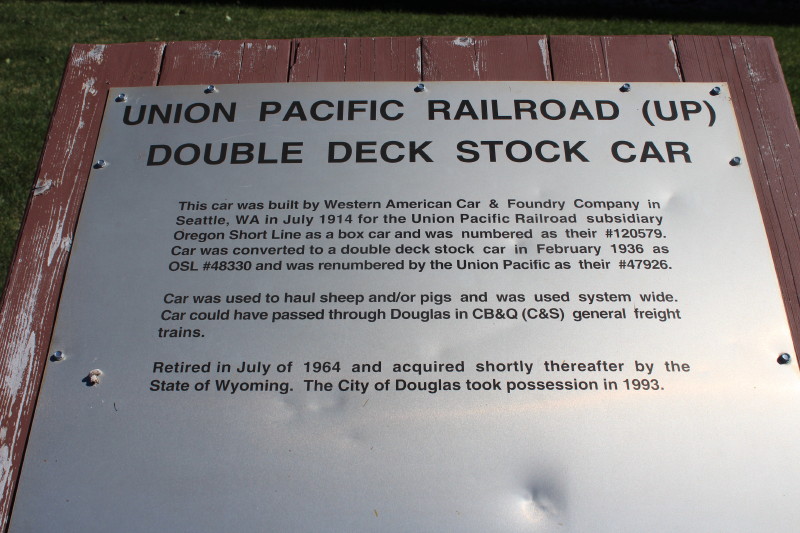 UNION PACIFIC RAILROAD (UP)
DOUBLE DECK STOCK CAR
This car was built by Western American Car & Foundry Company in
Seattle, WA in July 1914 for the Union Pacific Railroad subsidiary
Oregon Short Line as a box car and was numbered as their #120579.
Car was converted to a double deck stock car in February 1936 as
OSL #48330 and was renumbered by the Union Pacific as their #47926.
Car was used to haul sheep and/or pigs and was used system wide.
Car could have passed through Douglas in CB&Q (C&S) general freight
trains.
Retired in July of 1964 and acquired shortly thereafter by the
State of Wyoming. The City of Douglas took possession in 1993.